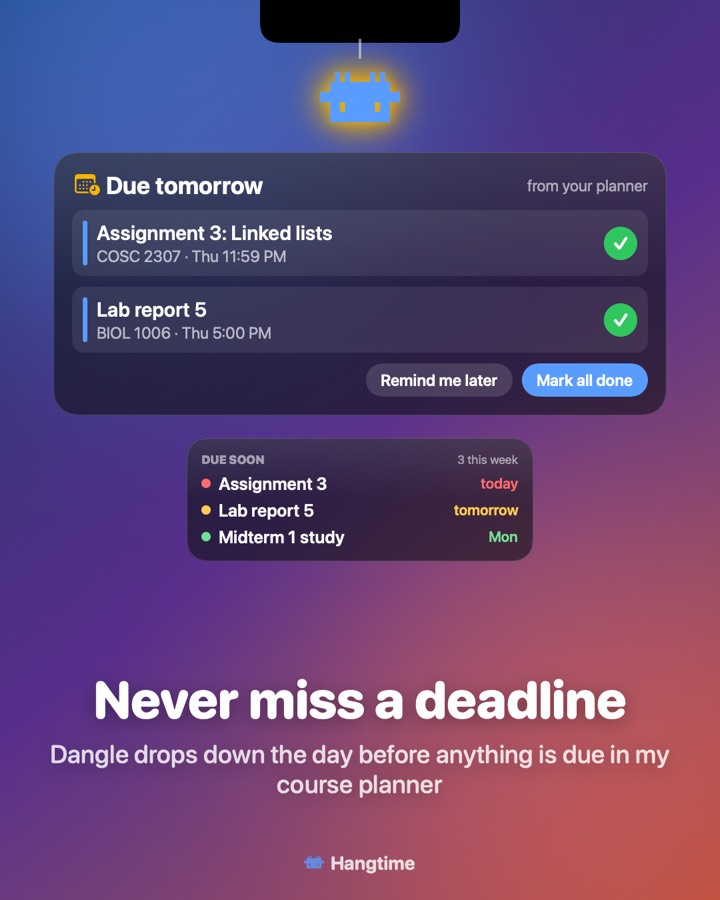 Due tomorrow
from your planner
Assignment 3: Linked lists
COSC 2307 · Thu 11:59 PM
Lab report 5
BIOL 1006 · Thu 5:00 PM
Remind me later
Mark all done
DUE SOON
3 this week
Assignment 3
today
Lab report 5
tomorrow
Midterm 1 study
Mon
Never miss a deadline
Dangle drops down the day before anything is due in my
course planner
Hangtime